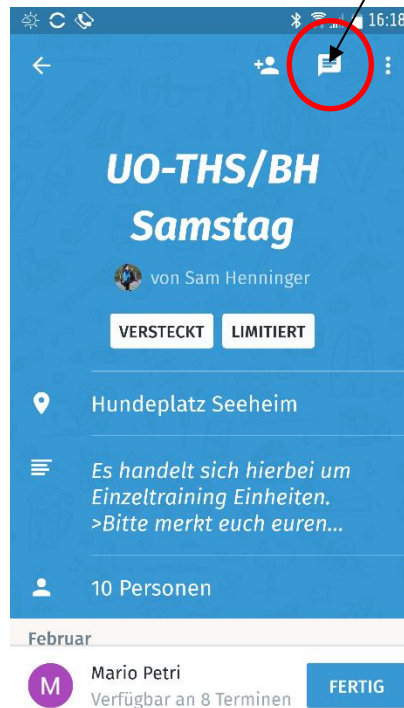 16:18
UO-THS/BH
Samstag
von Sam Henninger
VERSTECKT LIMITIERT
Hundeplatz Seeheim
Es handelt sich hierbei um
Einzeltraining Einheiten.
>Bitte merkt euch euren...
10 Personen
Februar
M
Mario Petri
Verfügbar an 8 Terminen
FERTIG